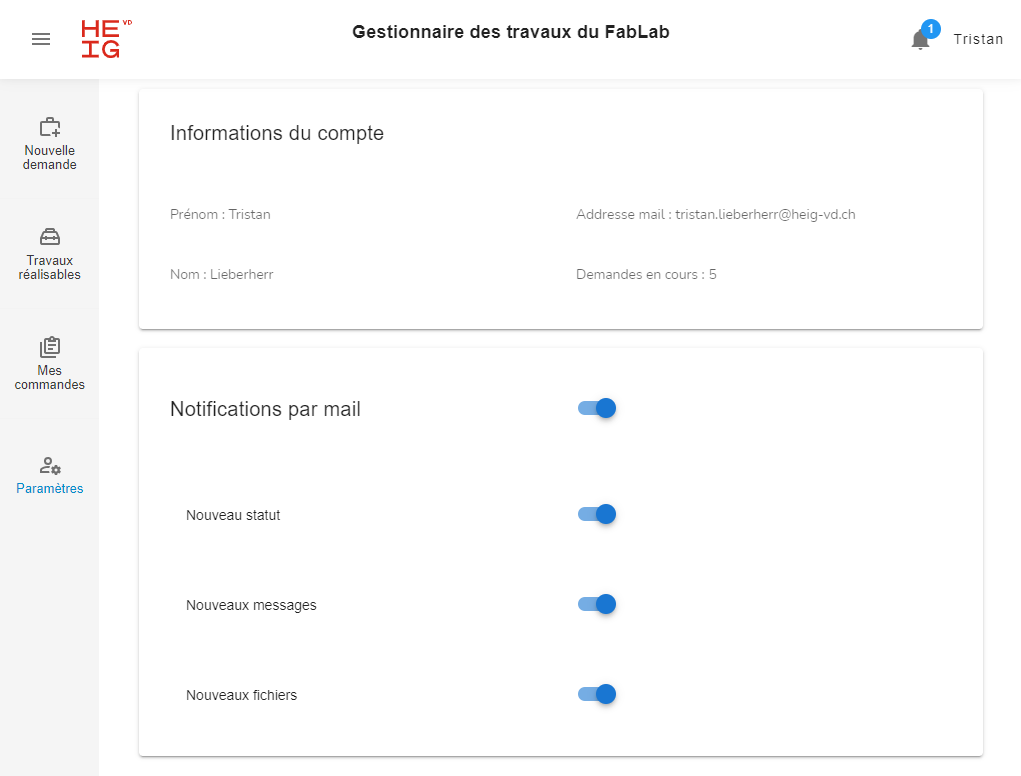 HE VD
IG
Gestionnaire des travaux du FabLab
1
Tristan
Nouvelle
demande
Travaux
réalisables
Mes
commandes
Paramètres
Informations du compte
Prénom : Tristan
Addresse mail : tristan.lieberherr@heig-vd.ch
Nom : Lieberherr
Demandes en cours : 5
Notifications par mail
Nouveau statut
Nouveaux messages
Nouveaux fichiers